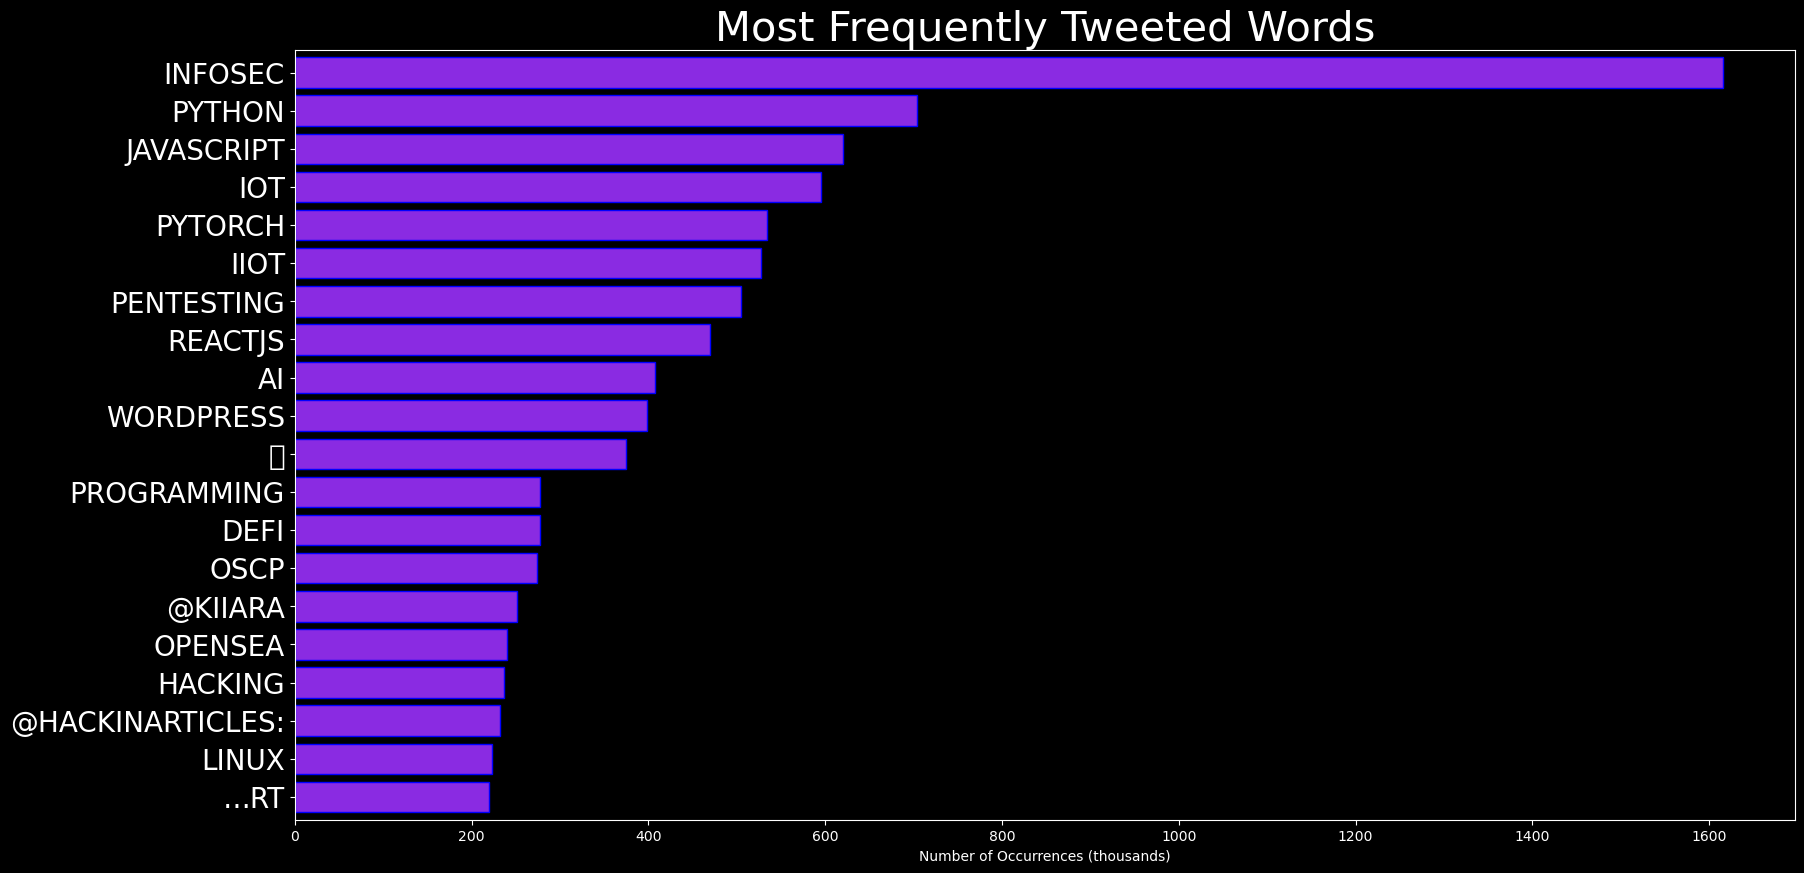 Most Frequently Tweeted Words
INFOSEC
PYTHON
JAVASCRIPT
IOT
PYTORCH
IIOT
PENTESTING
REACTJS
AI
WORDPRESS
PROGRAMMING
DEFI
OSCP
@KIIARA
OPENSEA
HACKING
@HACKINARTICLES:
LINUX
…RT
0 200 400 600 800 1000 1200 1400 1600
Number of Occurrences (thousands)